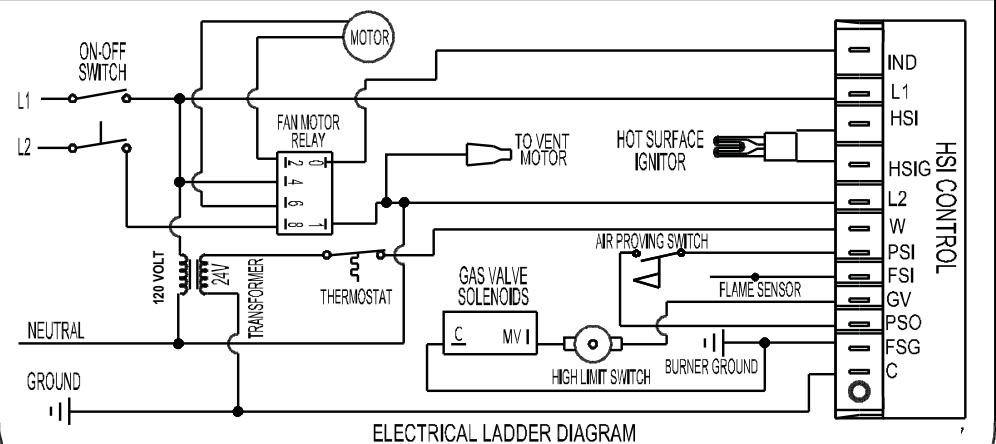 MOTOR
ON-OFF
SWITCH
L1
L2
FAN MOTOR
RELAY
2 0
4
6
8 1
TO VENT
MOTOR
HOT SURFACE
IGNITOR
IND
L1
HSI
HSIG
L2
W
PSI
FSI
GV
PSO
FSG
C
HSI CONTROL
120 VOLT
24V
TRANSFORMER
THERMOSTAT
AIR PROVING SWITCH
FLAME SENSOR
GAS VALVE
SOLENOIDS
C MV I
HIGH LIMIT SWITCH
BURNER GROUND
NEUTRAL
GROUND
ELECTRICAL LADDER DIAGRAM